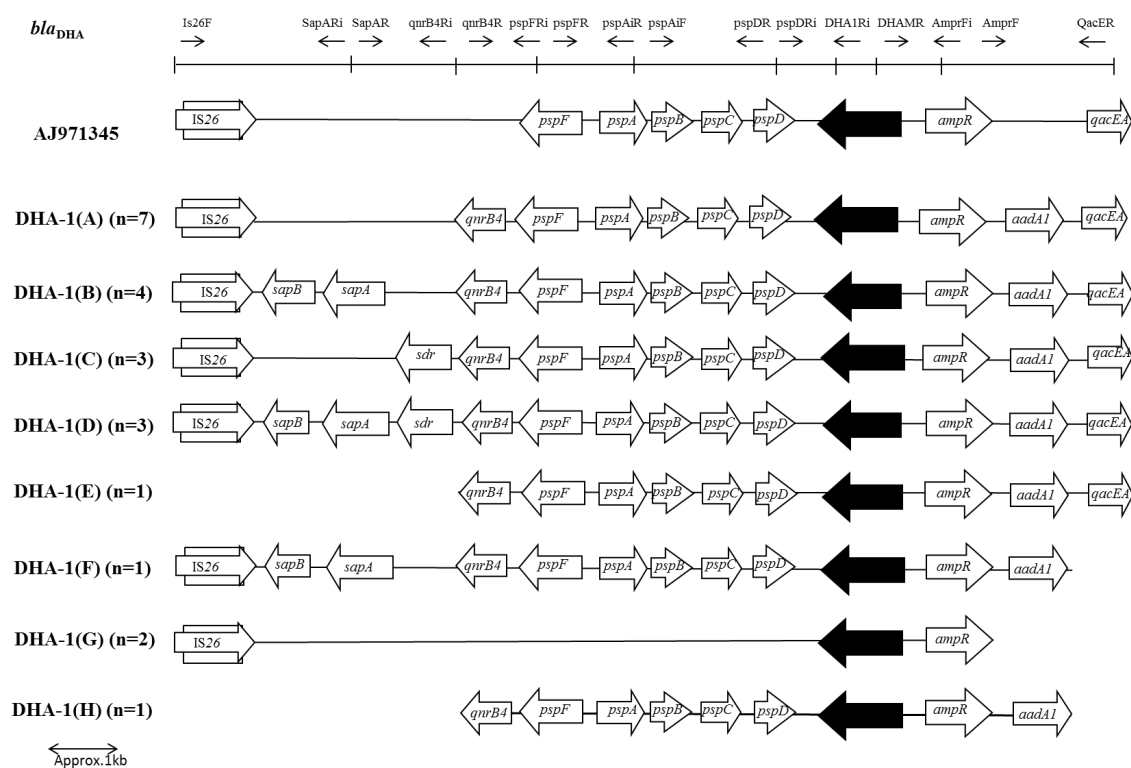 bla DHA Is26F SapARi SapAR qnrB4Ri qnrB4R pspFRi pspFR pspAiR pspAiF pspDR pspDRi DHA1Ri DHAMR AmprFi AmprF QacER
AJ971345 IS26 pspF pspA pspB pspC pspD ampR qacEA
DHA-1(A) (n=7) IS26 qnrB4 pspF pspA pspB pspC pspD ampR aadA1 qacEA
DHA-1(B) (n=4) IS26 sapB sapA qnrB4 pspF pspA pspB pspC pspD ampR aadA1 qacEA
DHA-1(C) (n=3) IS26 sdr qnrB4 pspF pspA pspB pspC pspD ampR aadA1 qacEA
DHA-1(D) (n=3) IS26 sapB sapA sdr qnrB4 pspF pspA pspB pspC pspD ampR aadA1 qacEA
DHA-1(E) (n=1) qnrB4 pspF pspA pspB pspC pspD ampR aadA1 qacEA
DHA-1(F) (n=1) IS26 sapB sapA qnrB4 pspF pspA pspB pspC pspD ampR aadA1
DHA-1(G) (n=2) IS26 ampR
DHA-1(H) (n=1) qnrB4 pspF pspA pspB pspC pspD ampR aadA1
Approx.1kb